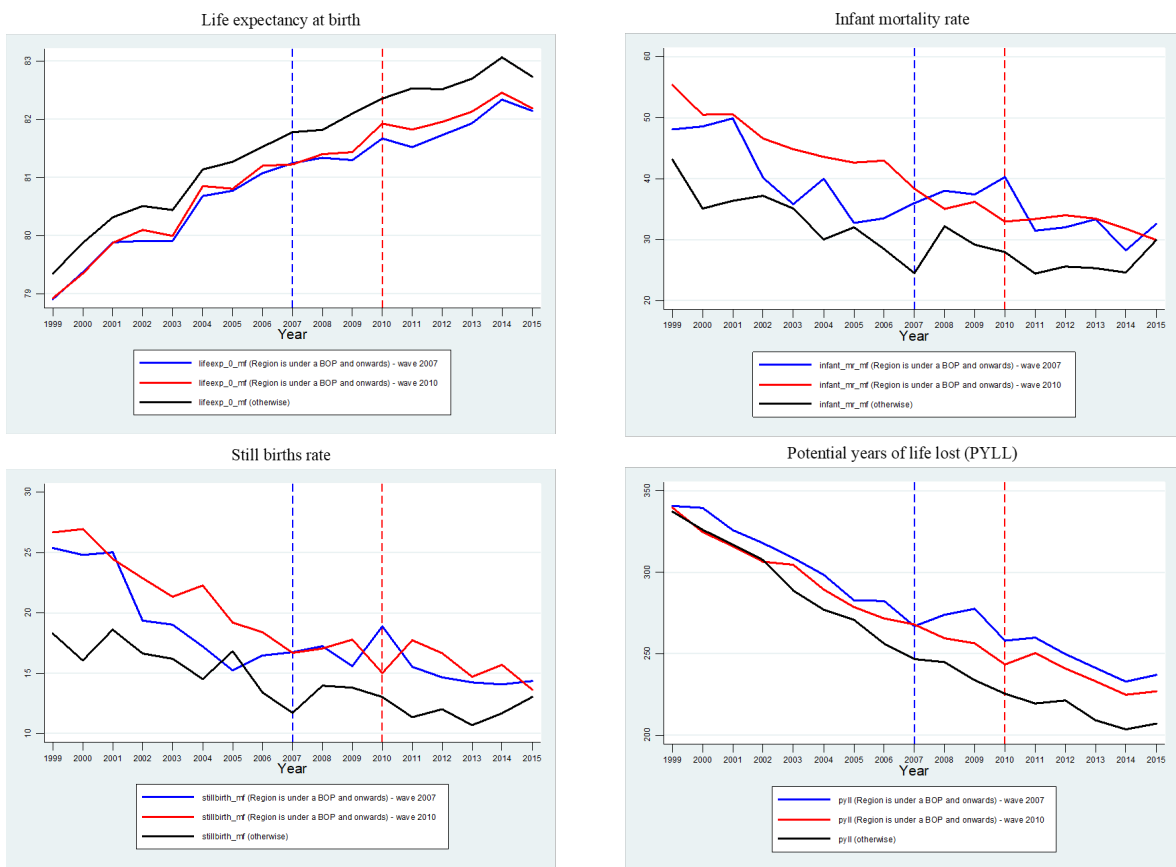 Life expectancy at birth
83
82
81
80
79
1999 2000 2001 2002 2003 2004 2005 2006 2007 2008 2009 2010 2011 2012 2013 2014 2015
Year
lifeexp_0_mf (Region is under a BOP and onwards) - wave 2007
lifeexp_0_mf (Region is under a BOP and onwards) - wave 2010
lifeexp_0_mf (otherwise)
Infant mortality rate
60
50
40
30
20
1999 2000 2001 2002 2003 2004 2005 2006 2007 2008 2009 2010 2011 2012 2013 2014 2015
Year
infant_mr_mf (Region is under a BOP and onwards) - wave 2007
infant_mr_mf (Region is under a BOP and onwards) - wave 2010
infant_mr_mf (otherwise)
Still births rate
30
25
20
15
10
1999 2000 2001 2002 2003 2004 2005 2006 2007 2008 2009 2010 2011 2012 2013 2014 2015
Year
stillbirth_mf (Region is under a BOP and onwards) - wave 2007
stillbirth_mf (Region is under a BOP and onwards) - wave 2010
stillbirth_mf (otherwise)
Potential years of life lost (PYLL)
350
300
250
200
1999 2000 2001 2002 2003 2004 2005 2006 2007 2008 2009 2010 2011 2012 2013 2014 2015
Year
pyll (Region is under a BOP and onwards) - wave 2007
pyll (Region is under a BOP and onwards) - wave 2010
pyll (otherwise)